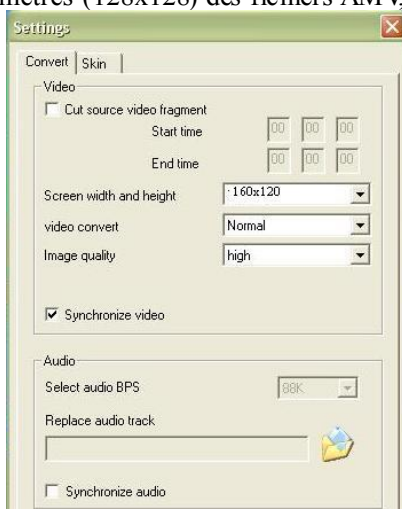 mètres (128x128) des fichiers AMV,
Settings
Convert Skin
Video
Cut source video fragment
Start time 00 00 00
End time 00 00 00
Screen width and height 160x120
video convert Normal
Image quality high
Synchronize video
Audio
Select audio BPS 88K
Replace audio track
Synchronize audio